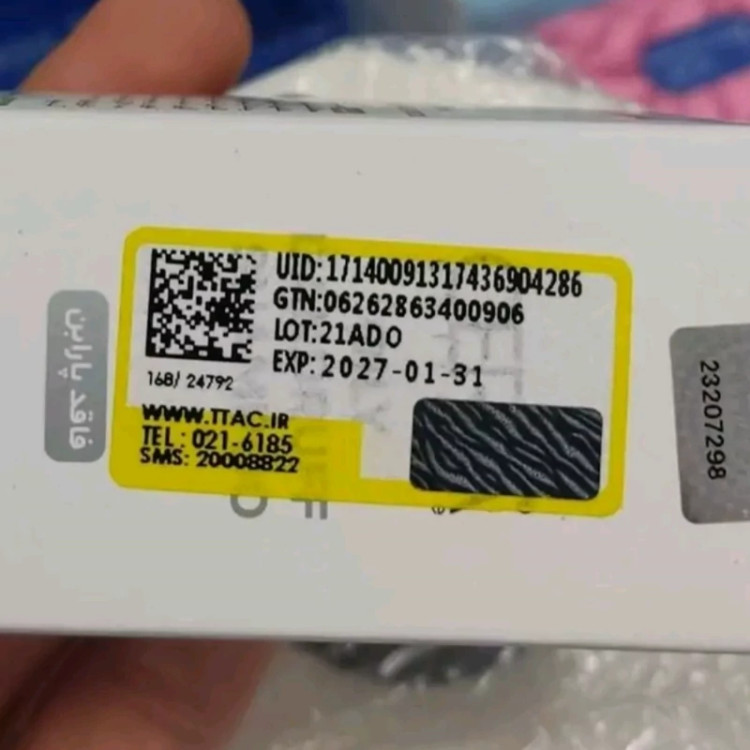 UID:17140091317436904286
GTN:06262863400906
LOT:21ADO
EXP:2027-01-31
168/ 24792
WWW.TTAC.IR
TEL : 021-6185
SMS: 20008822
فاقد پارابن
23207298